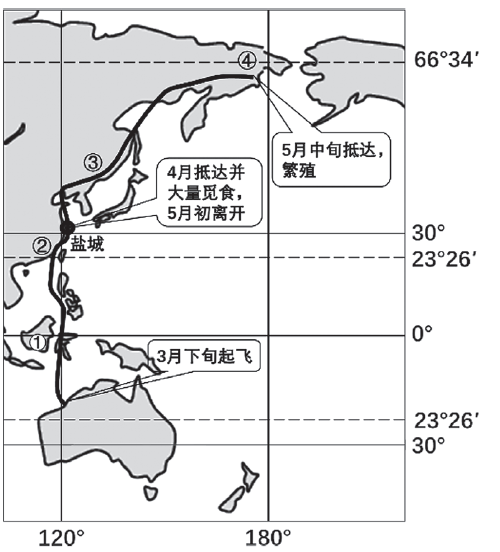 ④
66°34′
5月中旬抵达，
繁殖
③
4月抵达并
大量觅食，
5月初离开
30°
盐城
②
23°26′
0°
①
3月下旬起飞
23°26′
30°
120°
180°